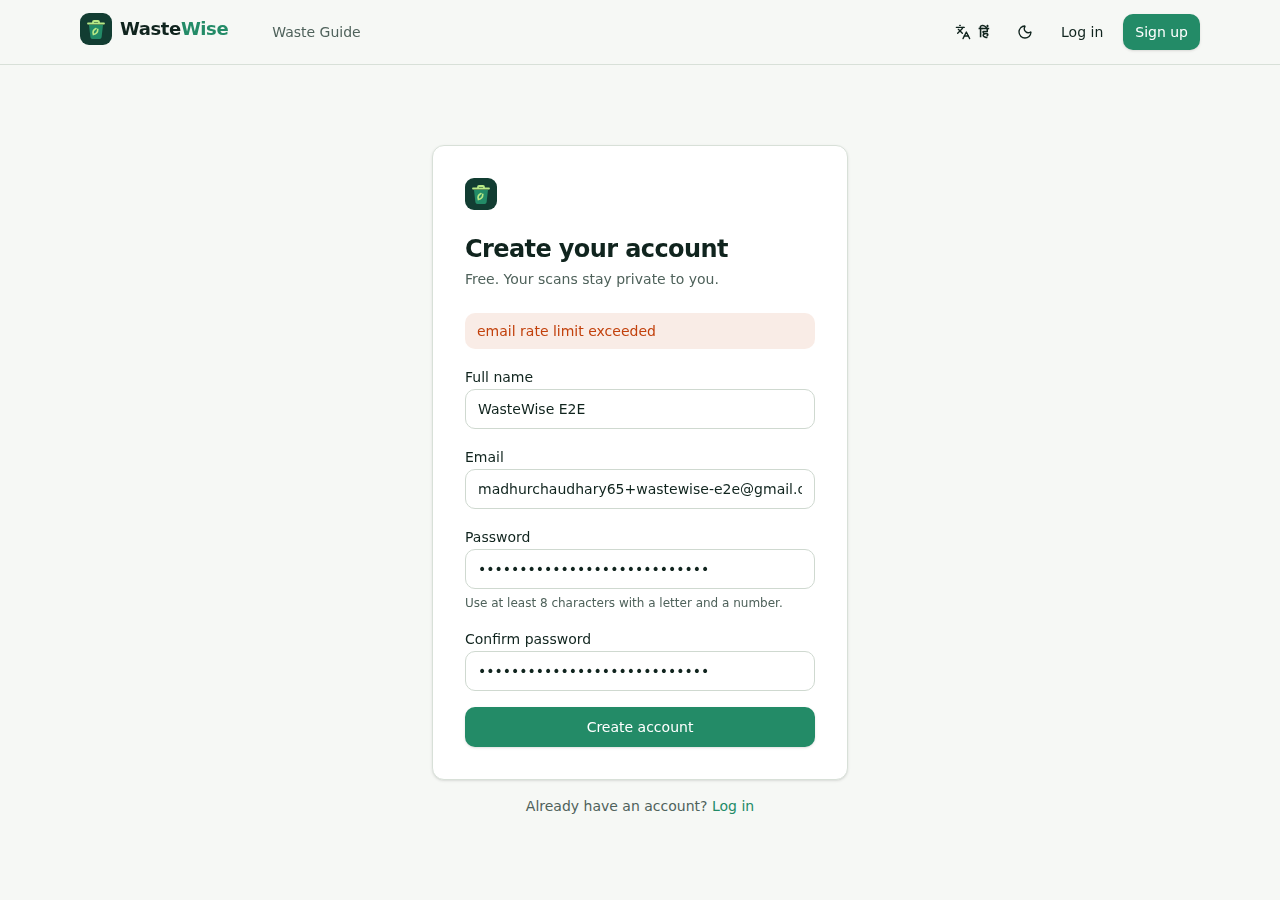 WasteWise
Waste Guide
हिं
Log in
Sign up
Create your account
Free. Your scans stay private to you.
email rate limit exceeded
Full name
WasteWise E2E
Email
madhurchaudhary65+wastewise-e2e@gmail.c
Password
••••••••••••••••••••••••••••
Use at least 8 characters with a letter and a number.
Confirm password
••••••••••••••••••••••••••••
Create account
Already have an account? Log in